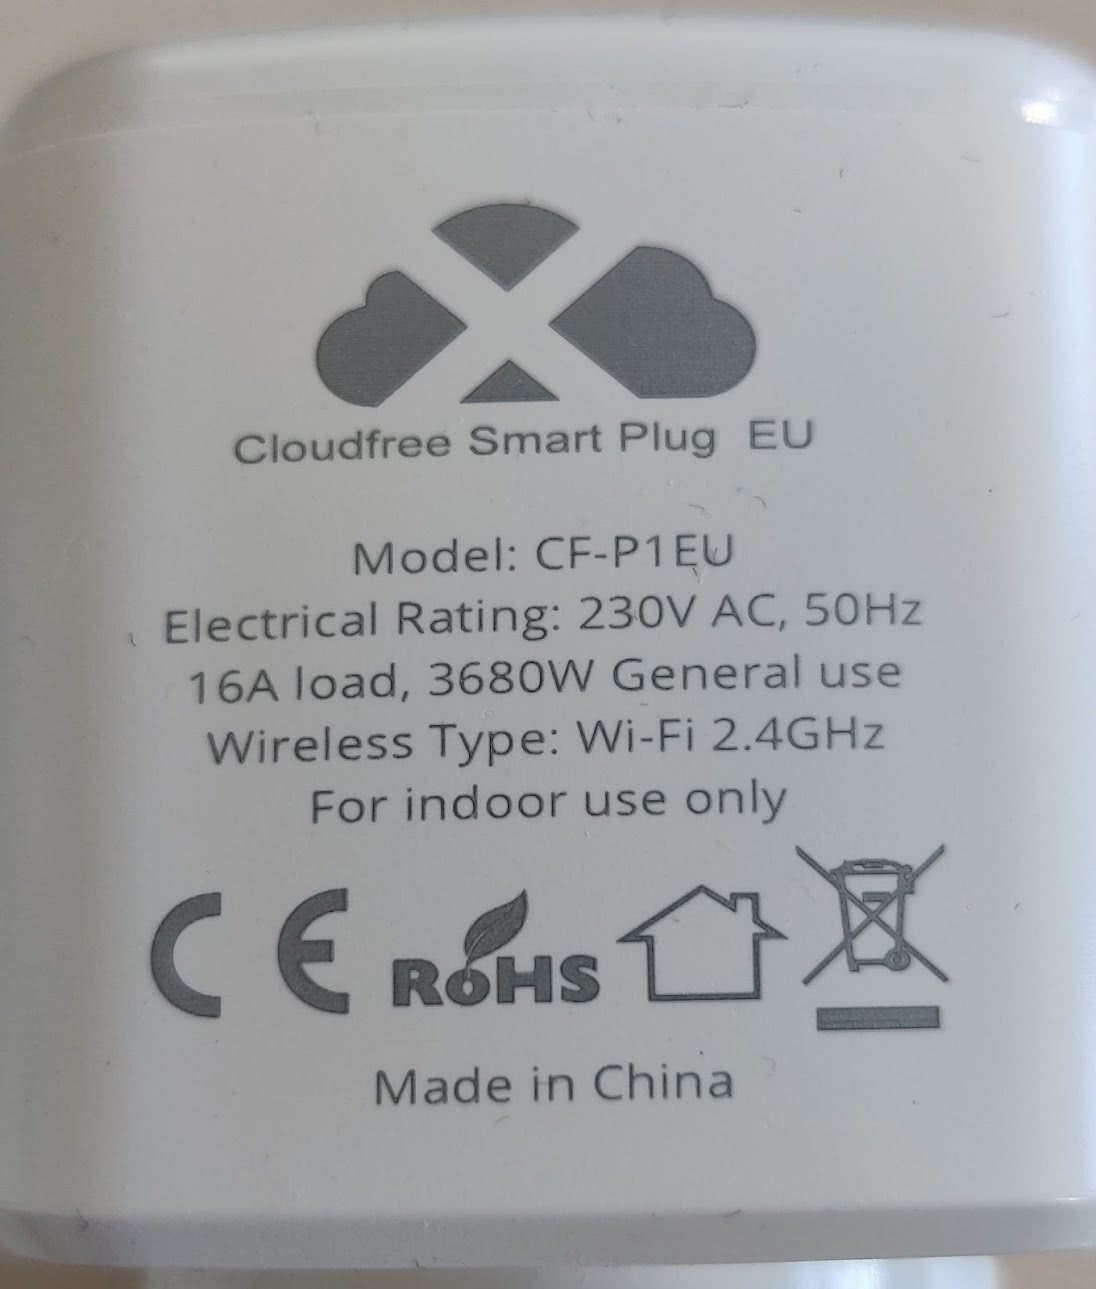 Cloudfree Smart Plug EU
Model: CF-P1EU
Electrical Rating: 230V AC, 50Hz
16A load, 3680W General use
Wireless Type: Wi-Fi 2.4GHz
For indoor use only
CE RoHS
Made in China